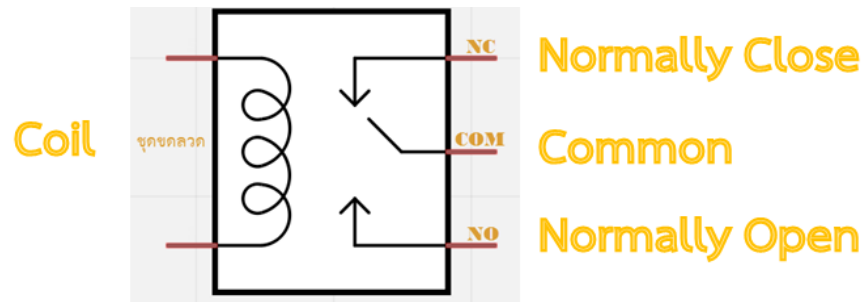 NC
Normally Close
Coil
ชุดขดลวด
COM
Common
NO
Normally Open